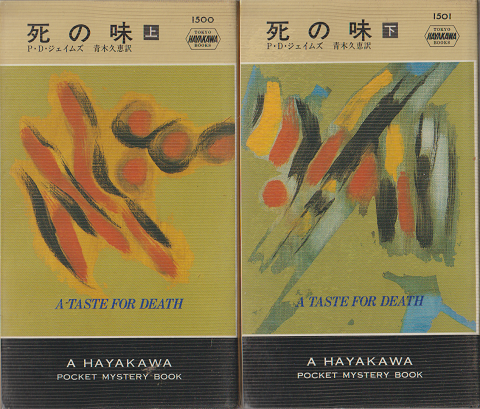 1500
死の味 上
TOKYO
HAYAKAWA
BOOKS
P・D・ジェイムズ 青木久恵訳
A TASTE FOR DEATH
A HAYAKAWA
POCKET MYSTERY BOOK
1501
死の味 下
TOKYO
HAYAKAWA
BOOKS
P・D・ジェイムズ 青木久恵訳
A TASTE FOR DEATH
A HAYAKAWA
POCKET MYSTERY BOOK